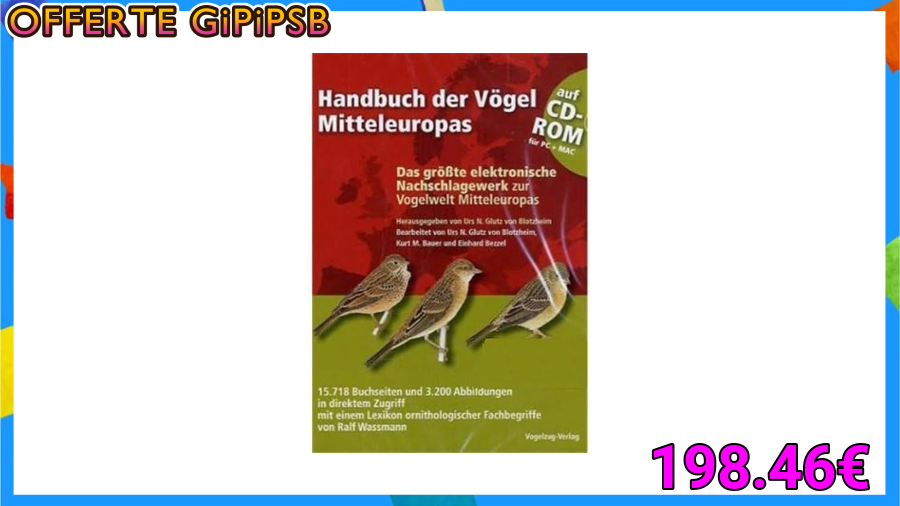 OFFERTE GiPiPSB
Handbuch der Vögel
Mitteleuropas
auf
CD-
ROM
für PC + MAC
Das größte elektronische
Nachschlagewerk zur
Vogelwelt Mitteleuropas
Herausgegeben von Urs N. Glutz von Blotzheim
Bearbeitet von Urs N. Glutz von Blotzheim,
Kurt M. Bauer und Einhard Bezzel
15.718 Buchseiten und 3.200 Abbildungen
in direktem Zugriff
mit einem Lexikon ornithologischer Fachbegriffe
von Ralf Wassmann
Vogelzug-Verlag
198.46€